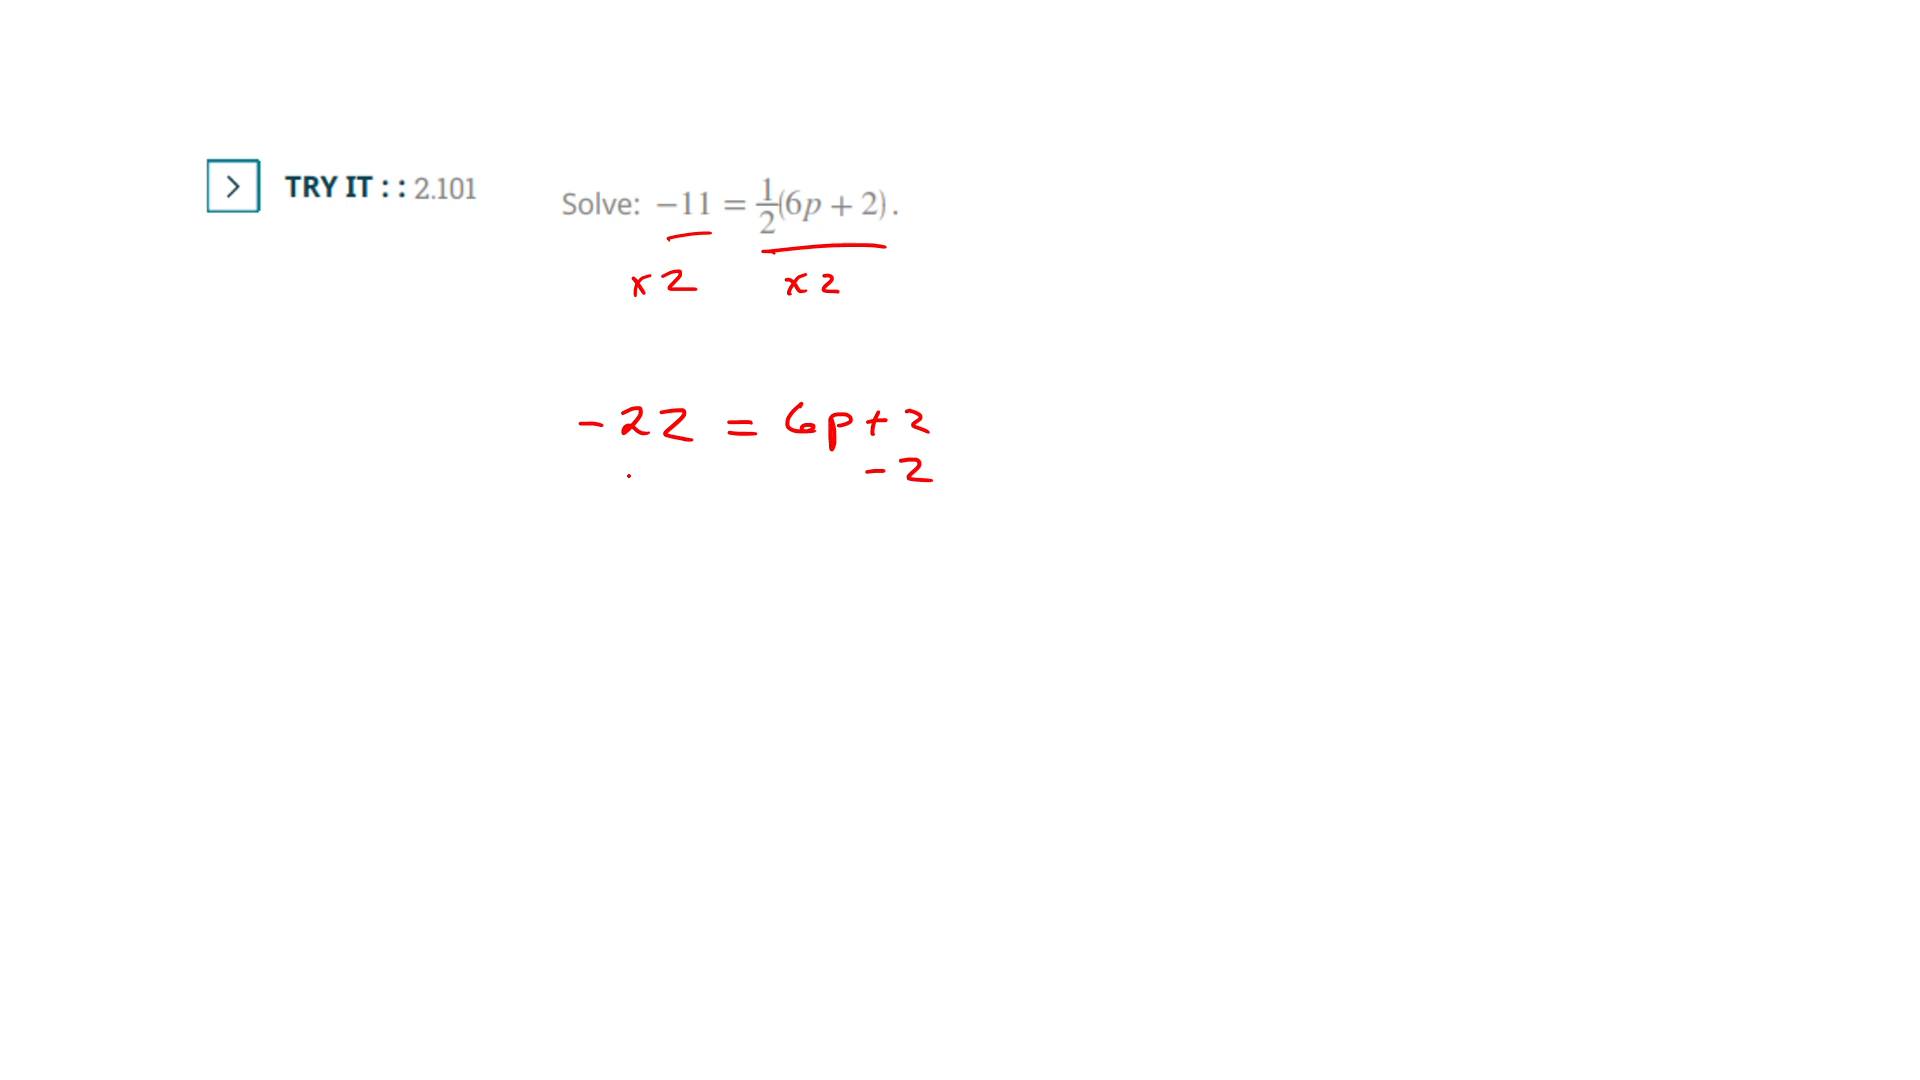 > TRY IT : : 2.101 Solve: −11 = 1/2(6p + 2).
x2 x2
-22 = 6p+2
-2